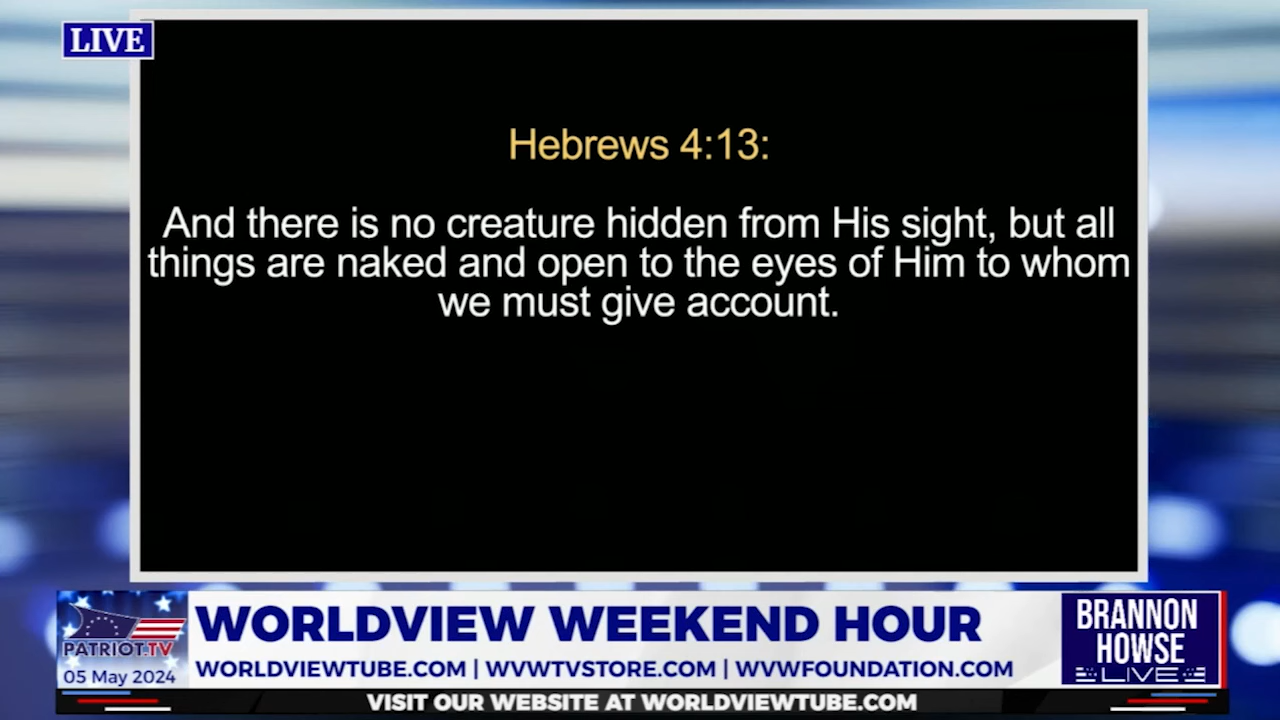 LIVE
Hebrews 4:13:
And there is no creature hidden from His sight, but all
things are naked and open to the eyes of Him to whom
we must give account.
PATRIOT.TV
05 May 2024
WORLDVIEW WEEKEND HOUR
WORLDVIEWTUBE.COM | WVWTVSTORE.COM | WVWFOUNDATION.COM
BRANNON
HOWSE
LIVE
VISIT OUR WEBSITE AT WORLDVIEWTUBE.COM